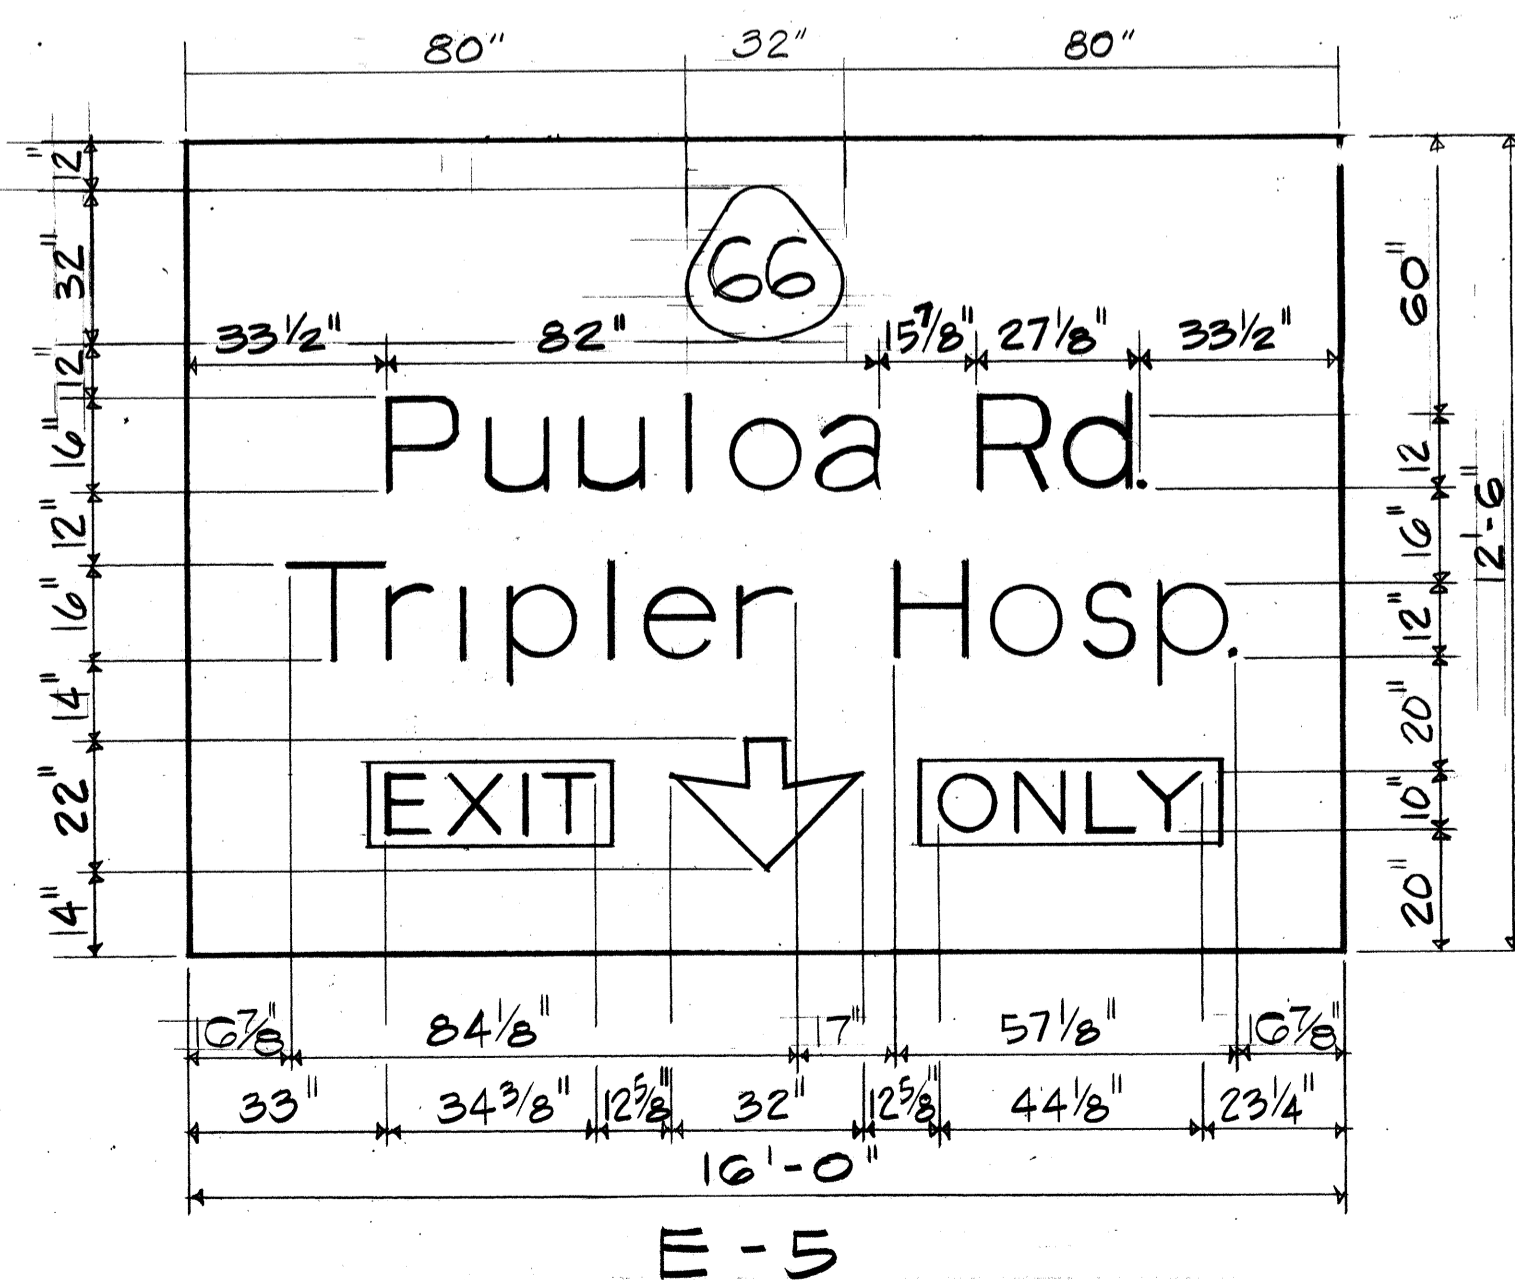 80" 32" 80"
12"
32"
12"
16"
12"
16"
14"
22"
14"
66
33½" 82" 15⅞" 27⅛" 33½"
Puuloa Rd.
Tripler Hosp.
EXIT ONLY
60"
12
16"
12"
20"
10"
20"
12'-6"
16⅞" 84⅛" 17" 57⅛" 16⅞"
33" 34⅜" 12⅝" 32" 12⅝" 44⅛" 23¼"
16'-0"
E-5